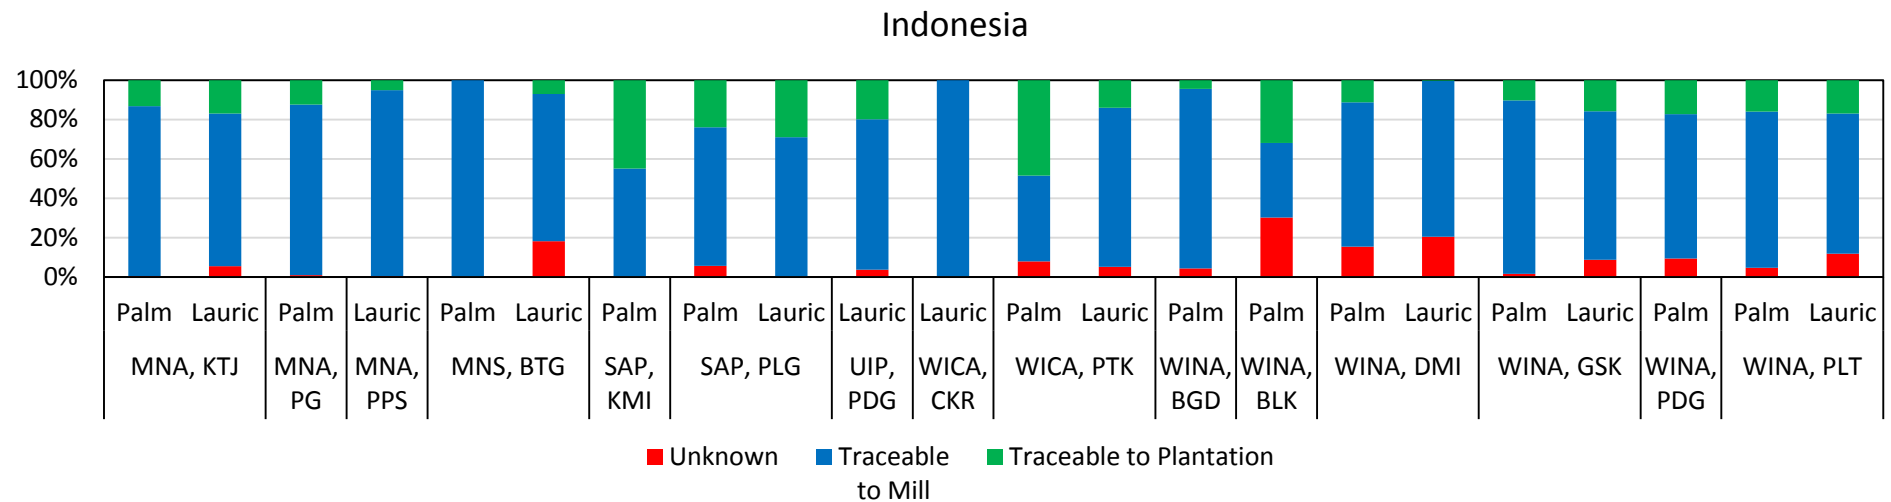 Indonesia
100%
80%
60%
40%
20%
0%
Palm Lauric Palm Lauric Palm Lauric Palm Palm Lauric Lauric Lauric Palm Lauric Palm Palm Palm Lauric Palm Lauric Palm Palm Lauric
MNA, KTJ MNA, MNA, MNS, BTG SAP, SAP, PLG UIP, WICA, WICA, PTK WINA, WINA, WINA, DMI WINA, GSK WINA, WINA, PLT
PG PPS KMI PDG CKR BGD BLK PDG
Unknown Traceable Traceable to Plantation
to Mill